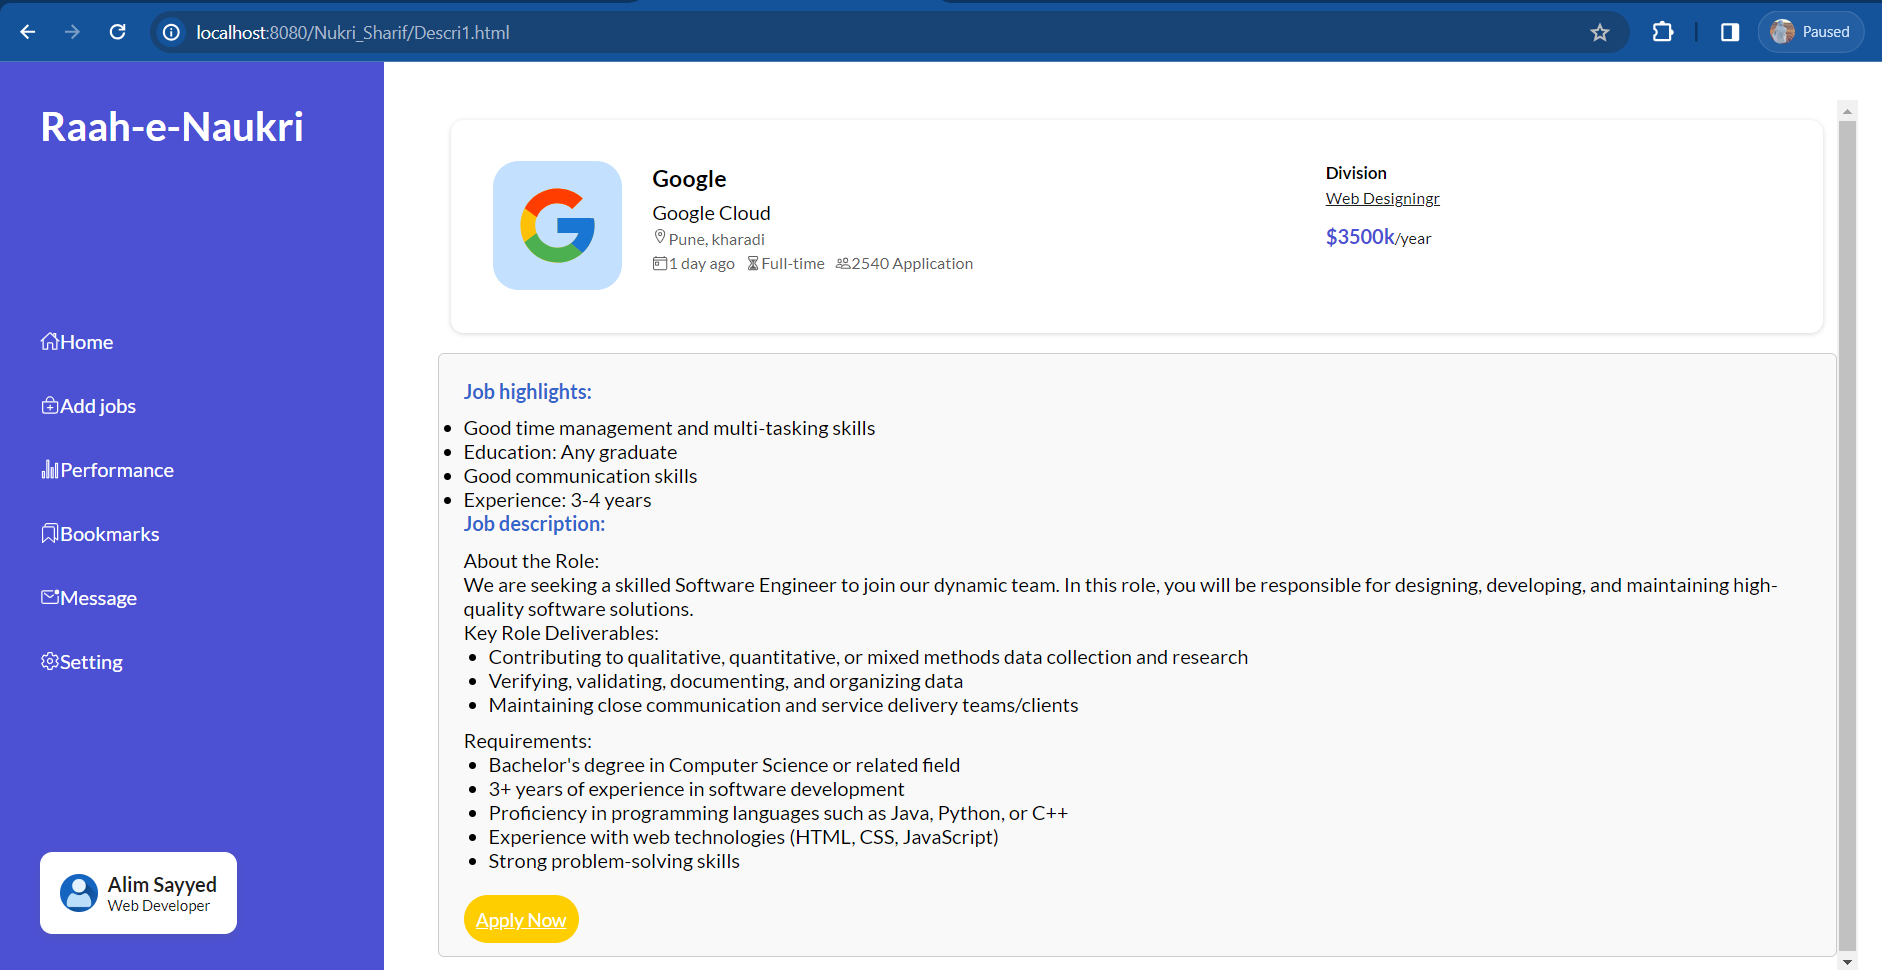 localhost:8080/Nukri_Sharif/Descri1.html
Paused
Raah-e-Naukri
Home
Add jobs
Performance
Bookmarks
Message
Setting
Alim Sayyed
Web Developer
Google
Google Cloud
Pune, kharadi
1 day ago Full-time 2540 Application
Division
Web Designingr
$3500k/year
Job highlights:
Good time management and multi-tasking skills
Education: Any graduate
Good communication skills
Experience: 3-4 years
Job description:
About the Role:
We are seeking a skilled Software Engineer to join our dynamic team. In this role, you will be responsible for designing, developing, and maintaining high-
quality software solutions.
Key Role Deliverables:
Contributing to qualitative, quantitative, or mixed methods data collection and research
Verifying, validating, documenting, and organizing data
Maintaining close communication and service delivery teams/clients
Requirements:
Bachelor's degree in Computer Science or related field
3+ years of experience in software development
Proficiency in programming languages such as Java, Python, or C++
Experience with web technologies (HTML, CSS, JavaScript)
Strong problem-solving skills
Apply Now